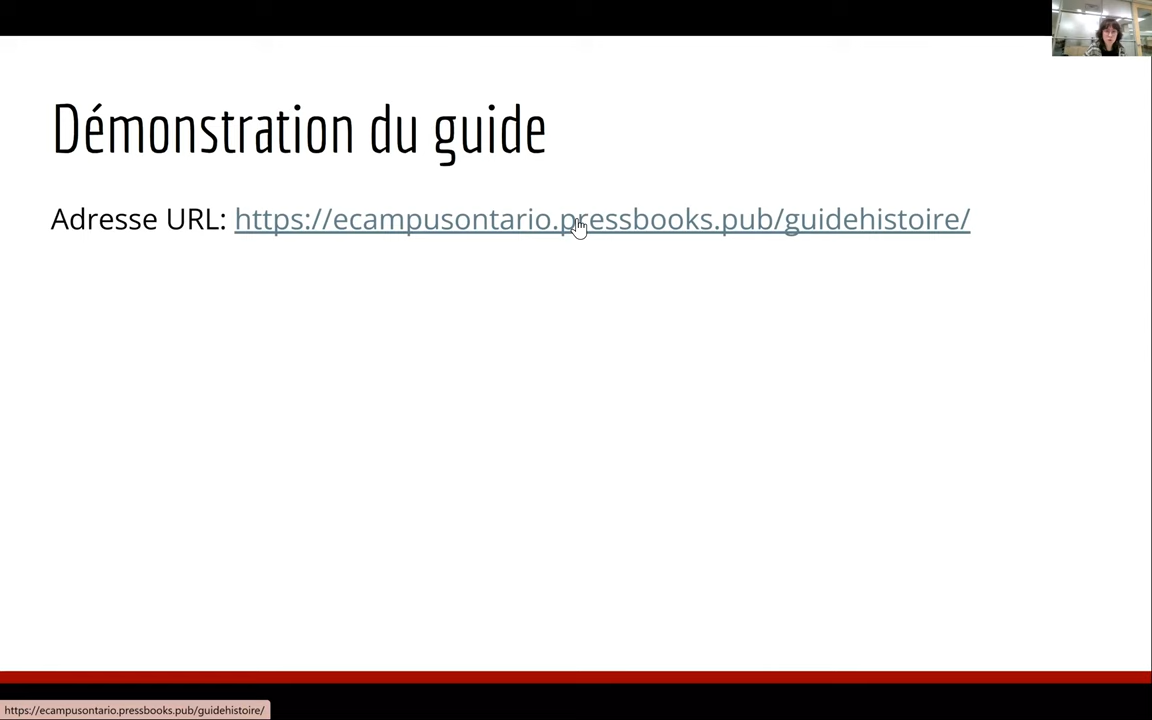 Démonstration du guide
Adresse URL: https://ecampusontario.pressbooks.pub/guidehistoire/
https://ecampusontario.pressbooks.pub/guidehistoire/